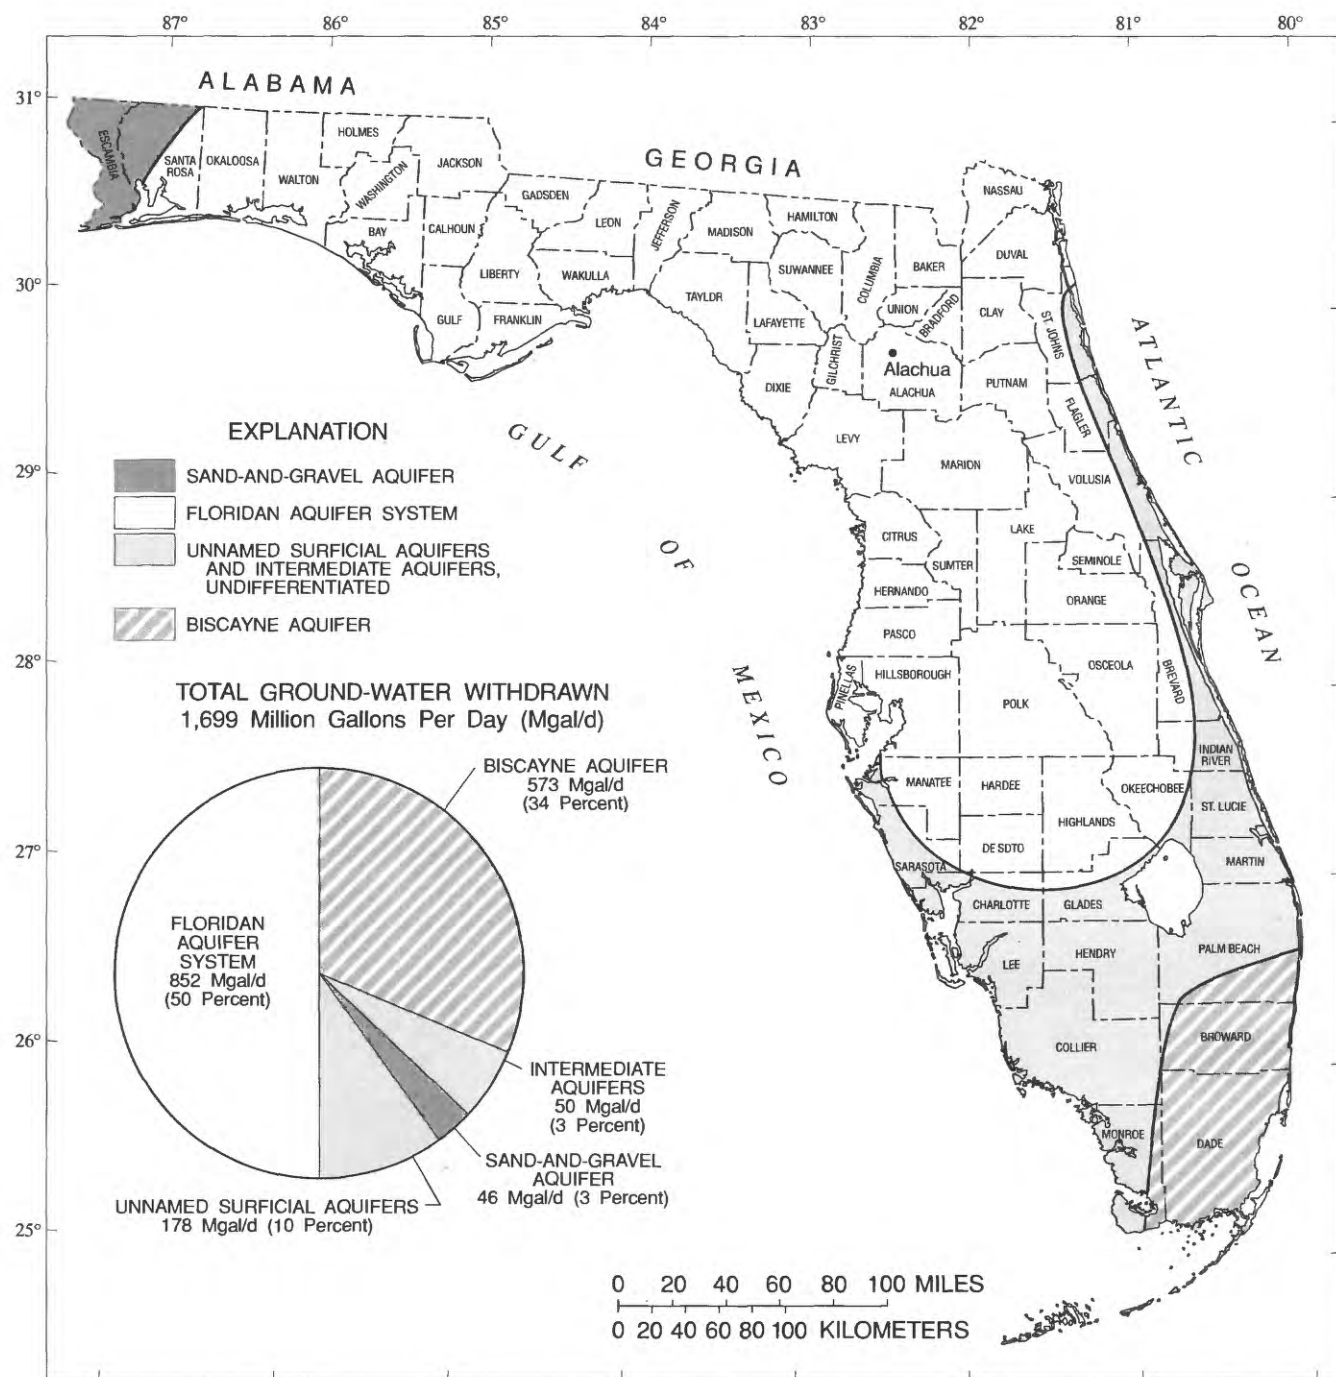 87° 86° 85° 84° 83° 82° 81° 80°
31°
30°
29°
28°
27°
26°
25°
ALABAMA
GEORGIA
ATLANTIC
OCEAN
GULF
OF
MEXICO
ESCAMBIA
SANTA
ROSA
OKALOOSA
WALTON
HOLMES
WASHINGTON
BAY
JACKSON
CALHOUN
GULF
GADSDEN
LIBERTY
FRANKLIN
LEON
WAKULLA
JEFFERSON
MADISON
TAYLDR
HAMILTON
SUWANNEE
LAFAYETTE
DIXIE
COLUMBIA
GILCHRIST
BAKER
UNION
BRADFORD
NASSAU
DUVAL
CLAY
ST. JOHNS
Alachua
ALACHUA
PUTNAM
FLAGLER
LEVY
MARION
VOLUSIA
CITRUS
SUMTER
LAKE
SEMINOLE
HERNANDO
ORANGE
PASCO
PINELLAS
HILLSBOROUGH
POLK
OSCEOLA
BREVARD
INDIAN
RIVER
MANATEE
HARDEE
OKEECHOBEE
ST. LUCIE
HIGHLANDS
DE SDTO
SARASOTA
MARTIN
CHARLOTTE
GLADES
LEE
HENDRY
PALM BEACH
COLLIER
BROWARD
MONROE
DADE
EXPLANATION
SAND-AND-GRAVEL AQUIFER
FLORIDAN AQUIFER SYSTEM
UNNAMED SURFICIAL AQUIFERS
AND INTERMEDIATE AQUIFERS,
UNDIFFERENTIATED
BISCAYNE AQUIFER
TOTAL GROUND-WATER WITHDRAWN
1,699 Million Gallons Per Day (Mgal/d)
BISCAYNE AQUIFER
573 Mgal/d
(34 Percent)
FLORIDAN
AQUIFER
SYSTEM
852 Mgal/d
(50 Percent)
INTERMEDIATE
AQUIFERS
50 Mgal/d
(3 Percent)
SAND-AND-GRAVEL
AQUIFER
46 Mgal/d (3 Percent)
UNNAMED SURFICIAL AQUIFERS
178 Mgal/d (10 Percent)
0 20 40 60 80 100 MILES
0 20 40 60 80 100 KILOMETERS